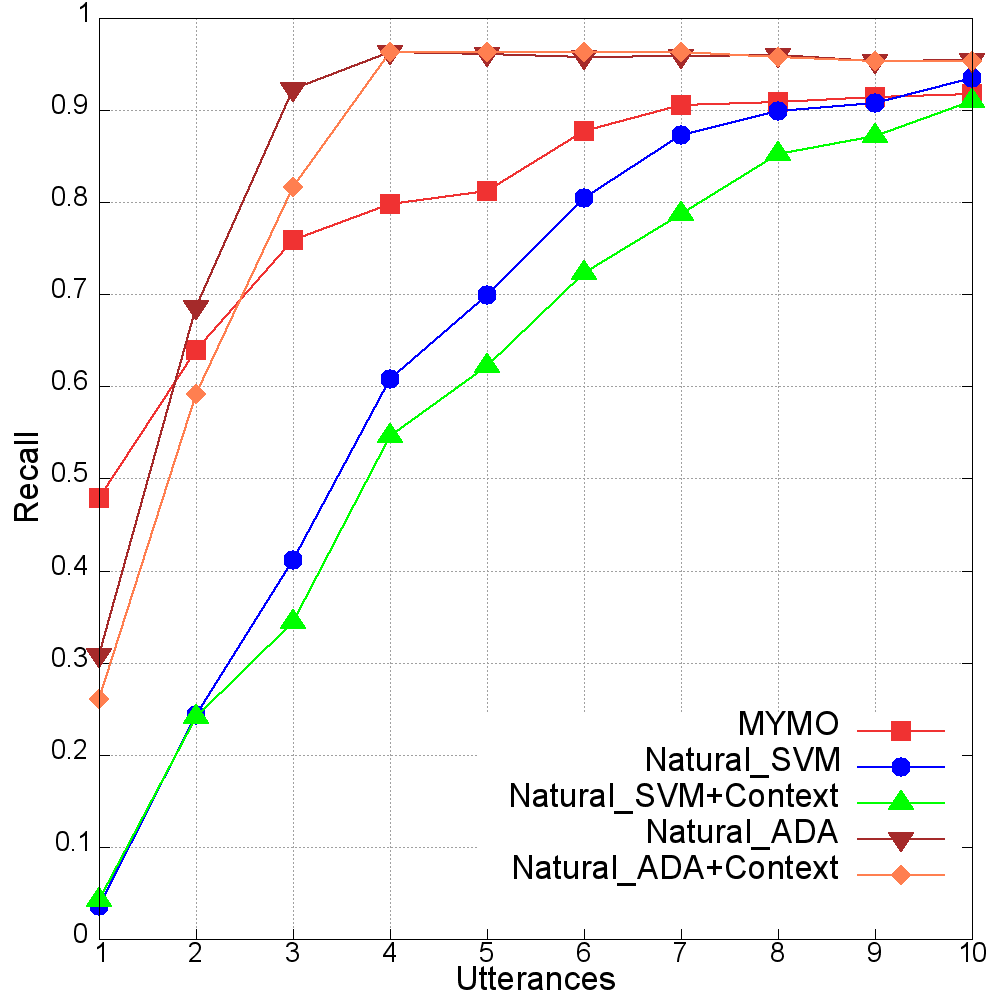 1
0.9
0.8
0.7
0.6
0.5
0.4
0.3
0.2
0.1
0
Recall
MYMO
Natural_SVM
Natural_SVM+Context
Natural_ADA
Natural_ADA+Context
1 2 3 4 5 6 7 8 9 10
Utterances